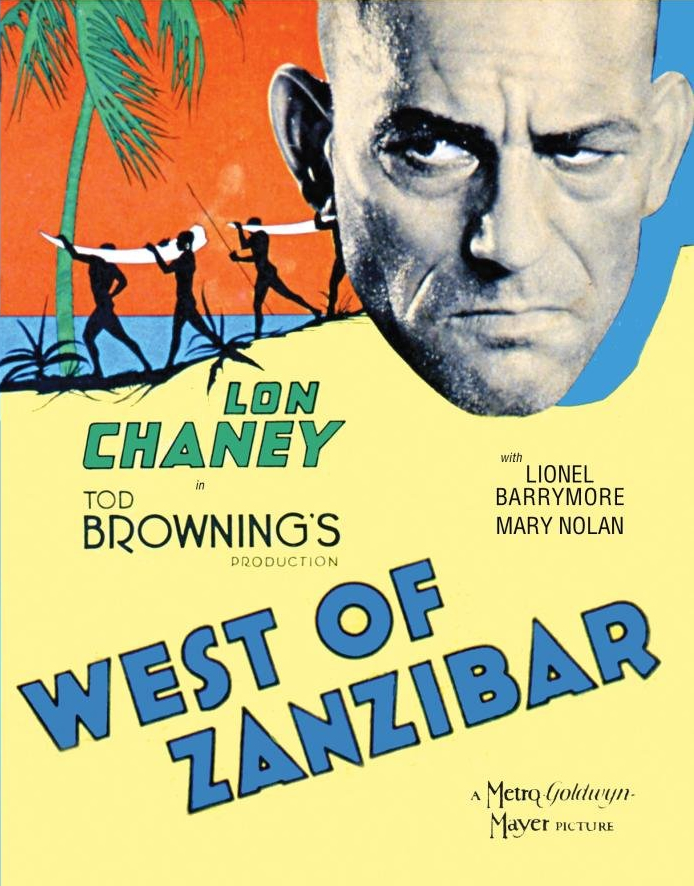 LON
CHANEY
in
TOD
BROWNING'S
PRODUCTION
with
LIONEL
BARRYMORE
MARY NOLAN
WEST OF
ZANZIBAR
A Metro-Goldwyn-
Mayer PICTURE